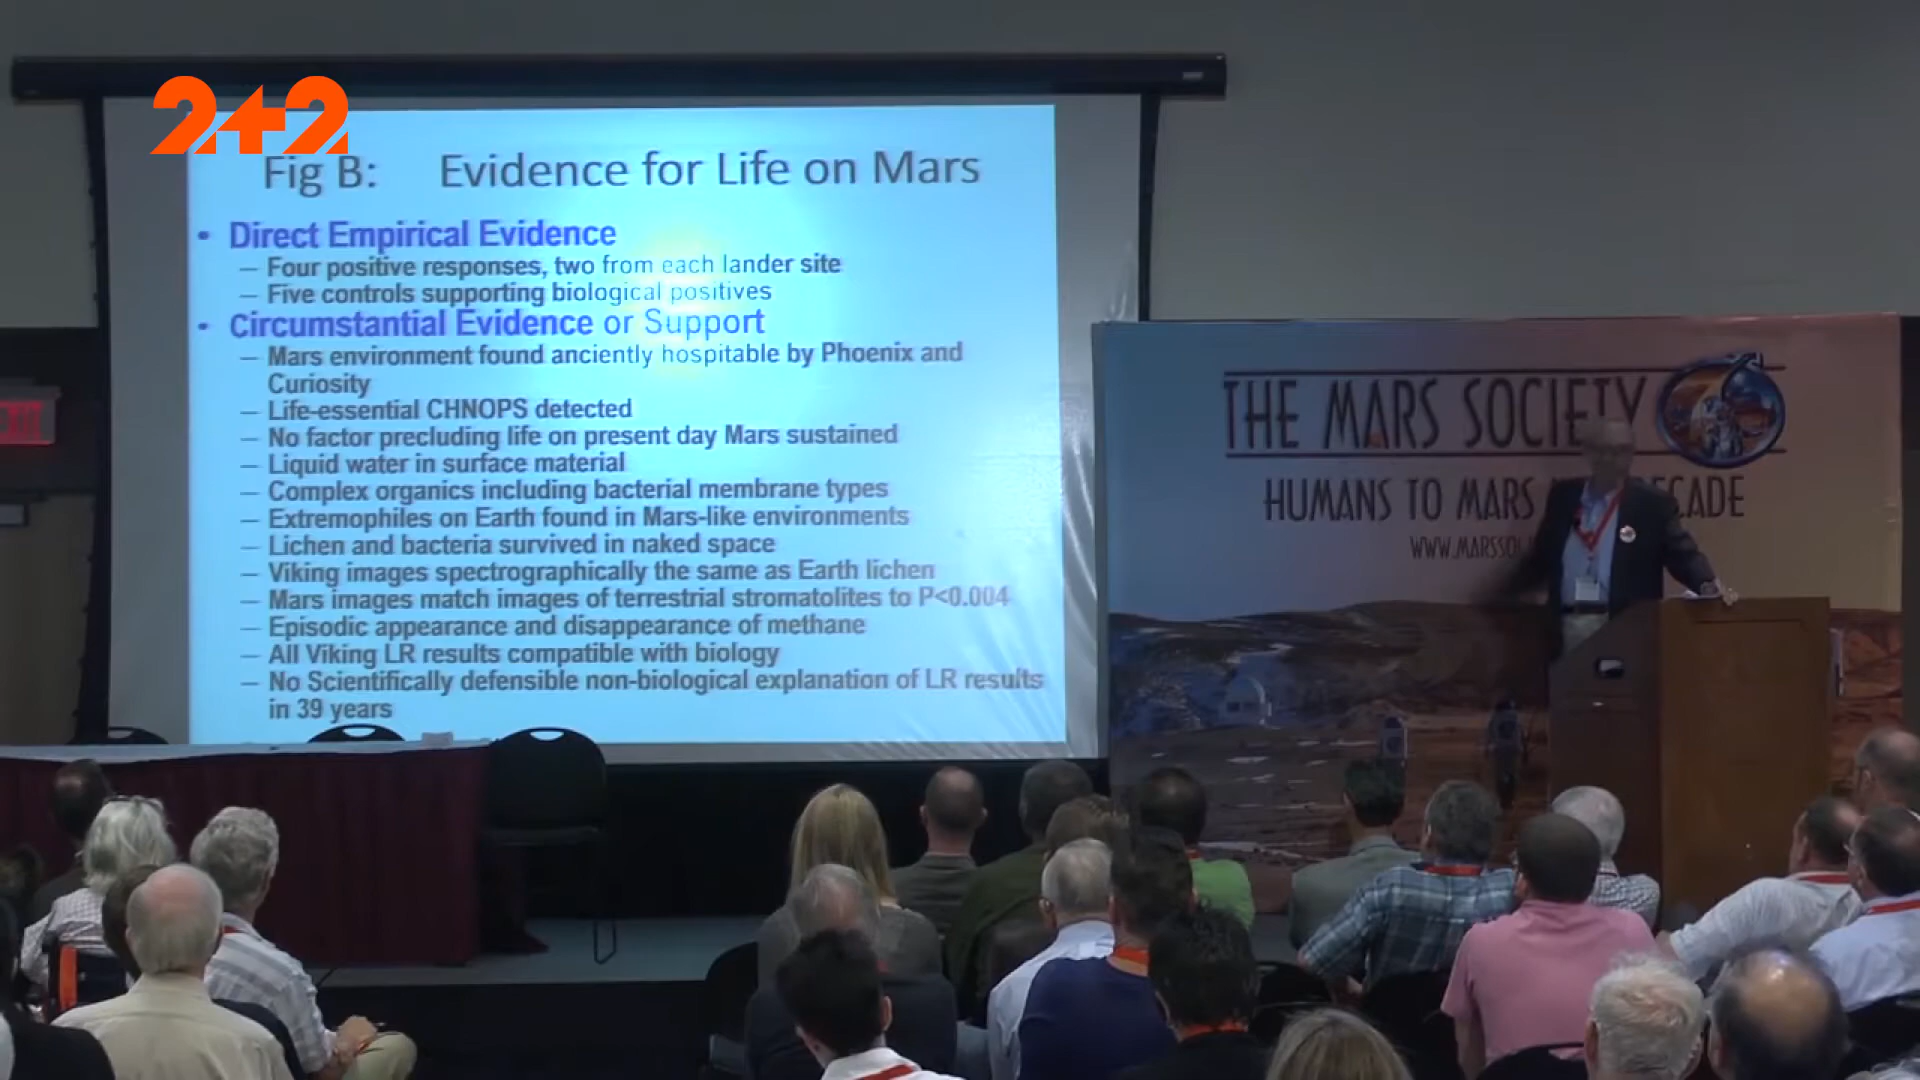 2+2
Fig B: Evidence for Life on Mars
• Direct Empirical Evidence
– Four positive responses, two from each lander site
– Five controls supporting biological positives
• Circumstantial Evidence or Support
– Mars environment found anciently hospitable by Phoenix and
Curiosity
– Life-essential CHNOPS detected
– No factor precluding life on present day Mars sustained
– Liquid water in surface material
– Complex organics including bacterial membrane types
– Extremophiles on Earth found in Mars-like environments
– Lichen and bacteria survived in naked space
– Viking images spectrographically the same as Earth lichen
– Mars images match images of terrestrial stromatolites to P<0.004
– Episodic appearance and disappearance of methane
– All Viking LR results compatible with biology
– No Scientifically defensible non-biological explanation of LR results
in 39 years
EXIT
THE MARS SOCIETY
HUMANS TO MARS